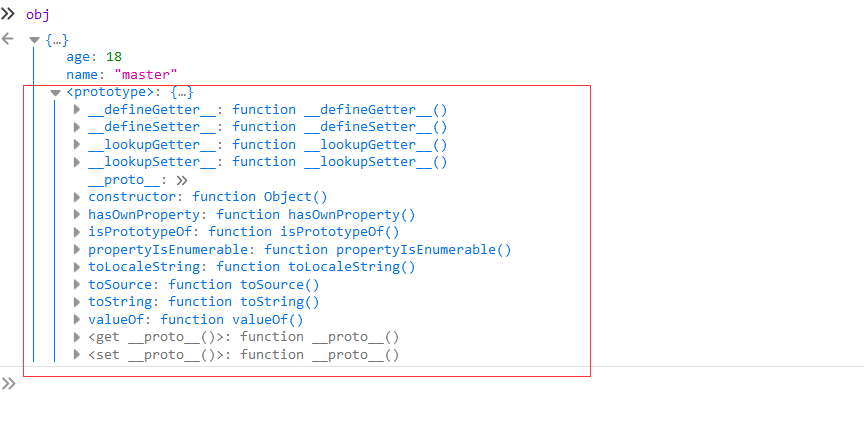 obj
{…}
age: 18
name: "master"
<prototype>: {…}
__defineGetter__: function __defineGetter__()
__defineSetter__: function __defineSetter__()
__lookupGetter__: function __lookupGetter__()
__lookupSetter__: function __lookupSetter__()
__proto__: »
constructor: function Object()
hasOwnProperty: function hasOwnProperty()
isPrototypeOf: function isPrototypeOf()
propertyIsEnumerable: function propertyIsEnumerable()
toLocaleString: function toLocaleString()
toSource: function toSource()
toString: function toString()
valueOf: function valueOf()
<get __proto__()>: function __proto__()
<set __proto__()>: function __proto__()